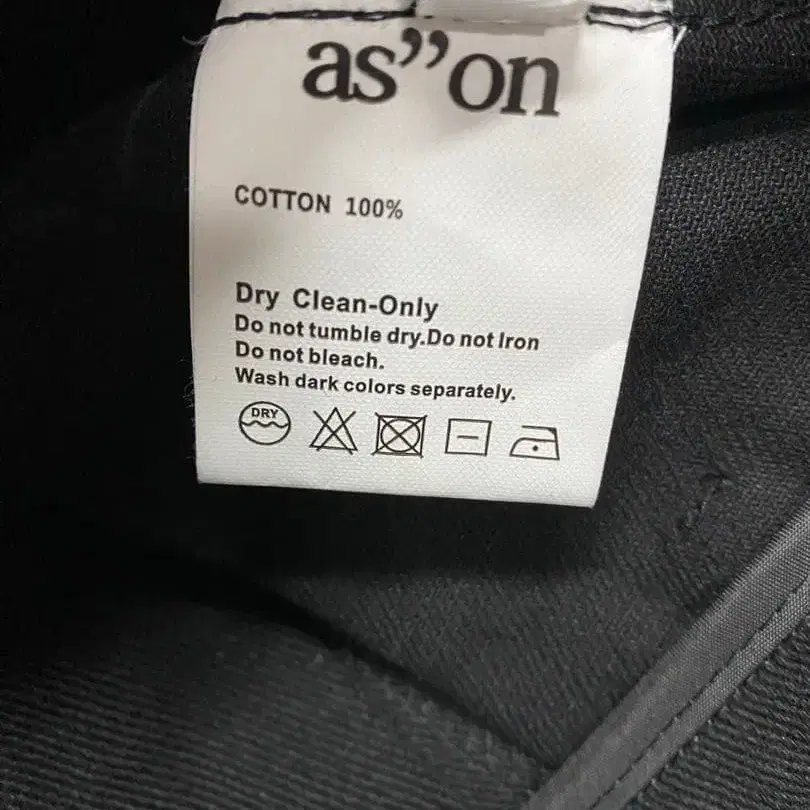 as”on
COTTON 100%
Dry Clean-Only
Do not tumble dry.Do not Iron
Do not bleach.
Wash dark colors separately.
DRY